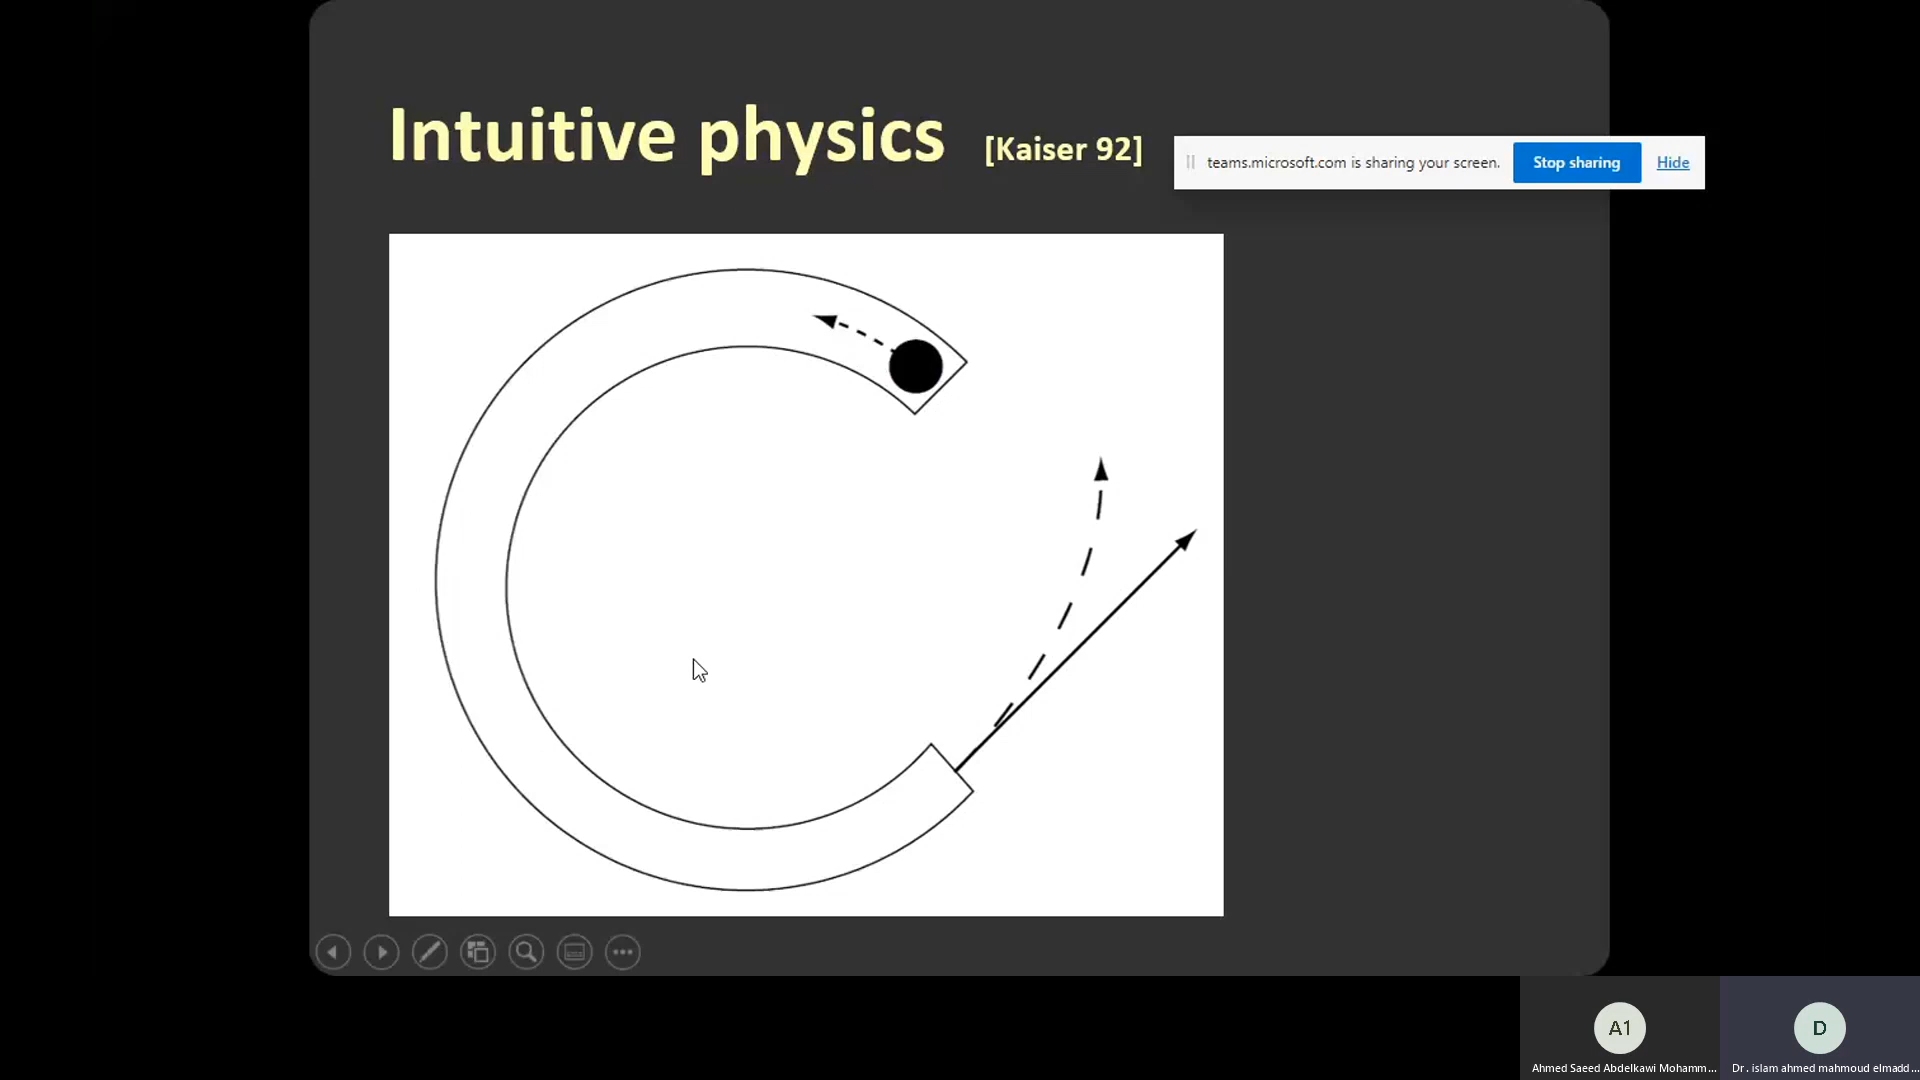 Intuitive physics [Kaiser 92]
teams.microsoft.com is sharing your screen. Stop sharing Hide
A1
D
Ahmed Saeed Abdelkawi Mohamm...
Dr. islam ahmed mahmoud elmadd...